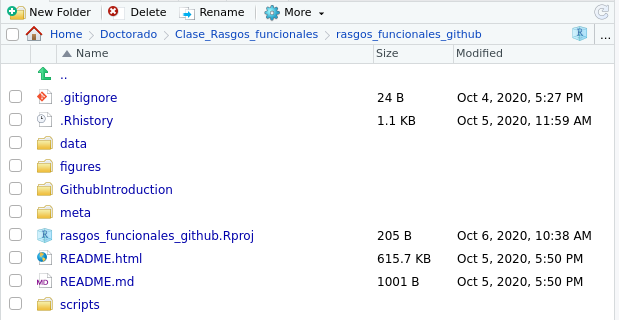 New Folder Delete Rename More
Home Doctorado Clase_Rasgos_funcionales rasgos_funcionales_github R ...
Name Size Modified
..
.gitignore 24 B Oct 4, 2020, 5:27 PM
.Rhistory 1.1 KB Oct 5, 2020, 11:59 AM
data
figures
GithubIntroduction
meta
R rasgos_funcionales_github.Rproj 205 B Oct 6, 2020, 10:38 AM
README.html 615.7 KB Oct 5, 2020, 5:50 PM
MD README.md 1001 B Oct 5, 2020, 5:50 PM
scripts